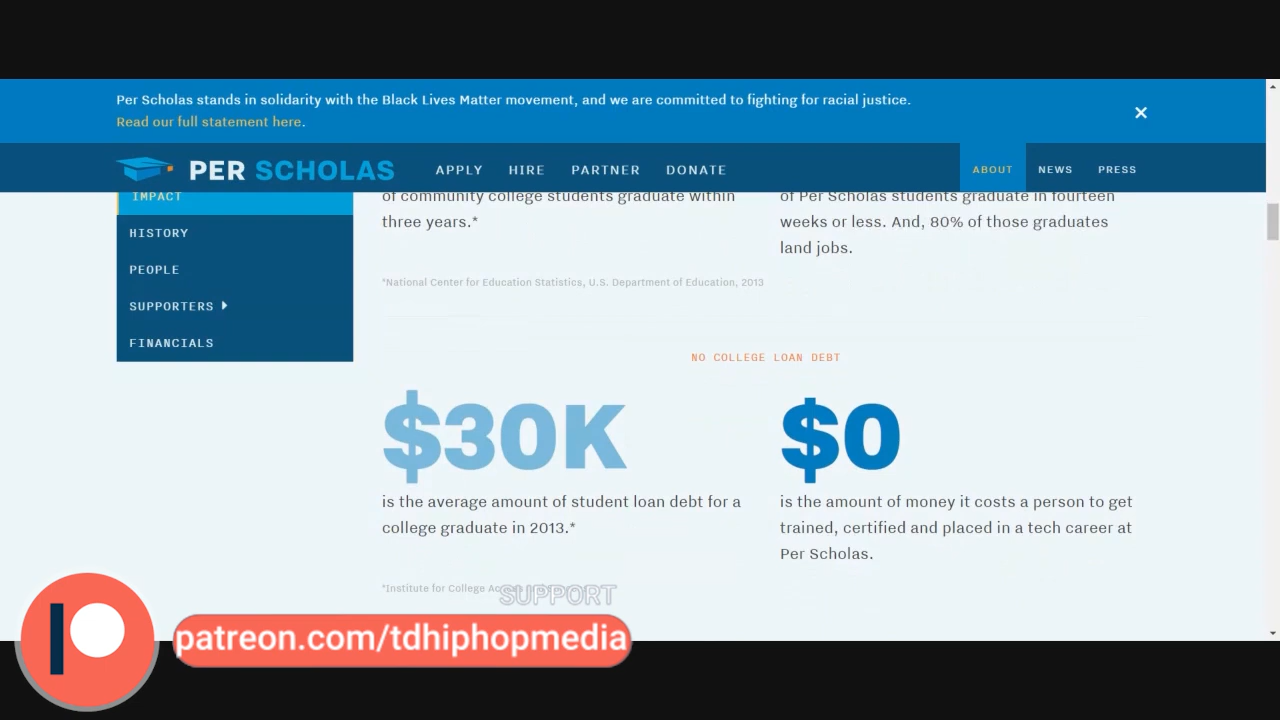 Per Scholas stands in solidarity with the Black Lives Matter movement, and we are committed to fighting for racial justice.
Read our full statement here.
PER SCHOLAS
APPLY HIRE PARTNER DONATE
ABOUT NEWS PRESS
IMPACT
HISTORY
PEOPLE
SUPPORTERS
FINANCIALS
of community college students graduate within
three years.*
*National Center for Education Statistics, U.S. Department of Education, 2013
of Per Scholas students graduate in fourteen
weeks or less. And, 80% of those graduates
land jobs.
NO COLLEGE LOAN DEBT
$30K
is the average amount of student loan debt for a
college graduate in 2013.*
*Institute for College
$0
is the amount of money it costs a person to get
trained, certified and placed in a tech career at
Per Scholas.
SUPPORT
patreon.com/tdhiphopmedia